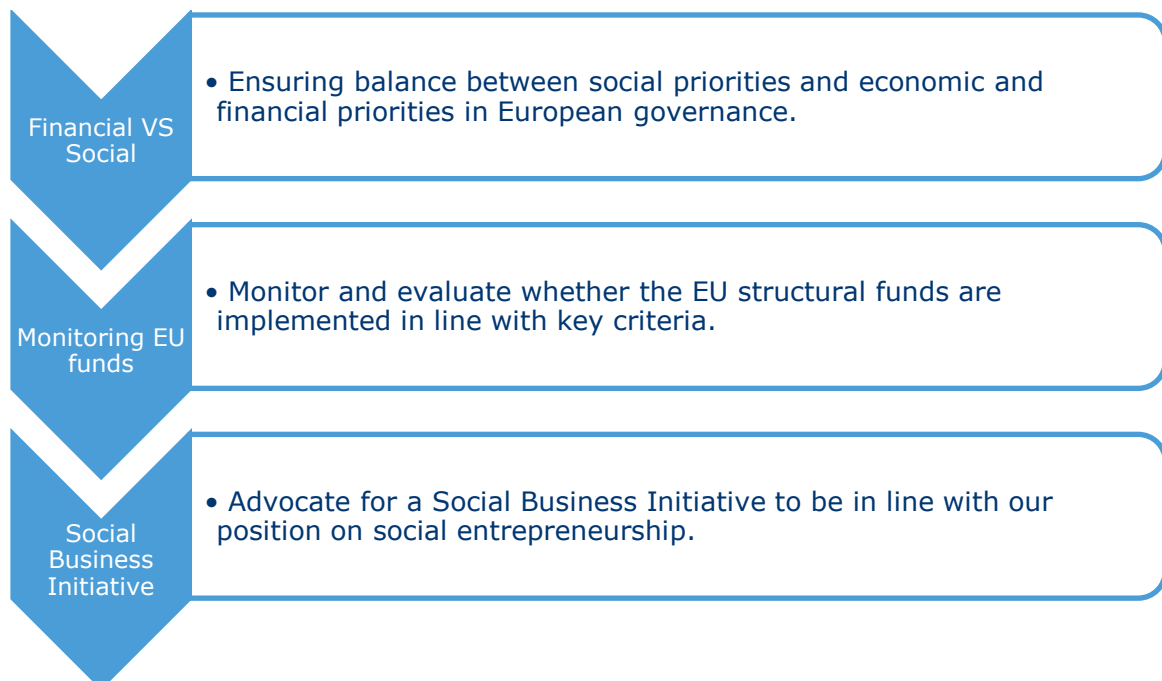 Financial VS
Social
• Ensuring balance between social priorities and economic and
financial priorities in European governance.
Monitoring EU
funds
• Monitor and evaluate whether the EU structural funds are
implemented in line with key criteria.
Social
Business
Initiative
• Advocate for a Social Business Initiative to be in line with our
position on social entrepreneurship.